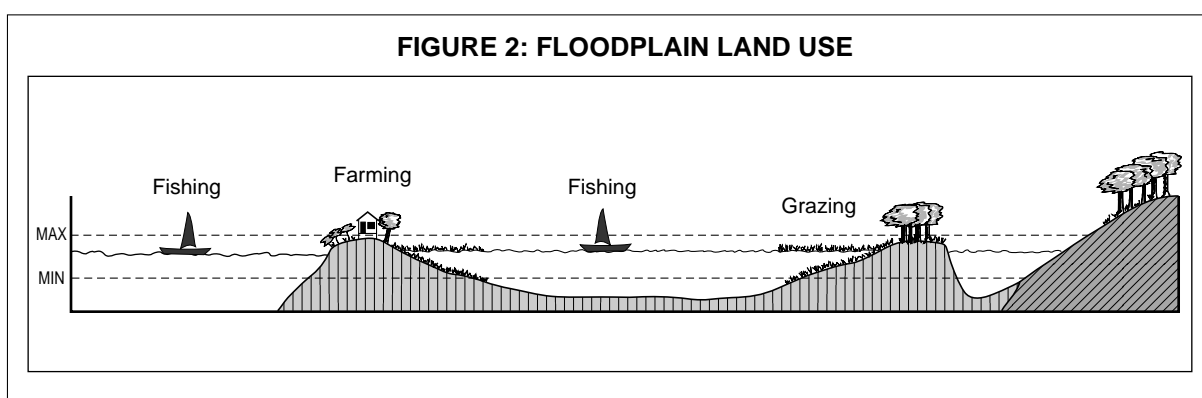 FIGURE 2: FLOODPLAIN LAND USE
Fishing
Farming
Fishing
Grazing
MAX
MIN